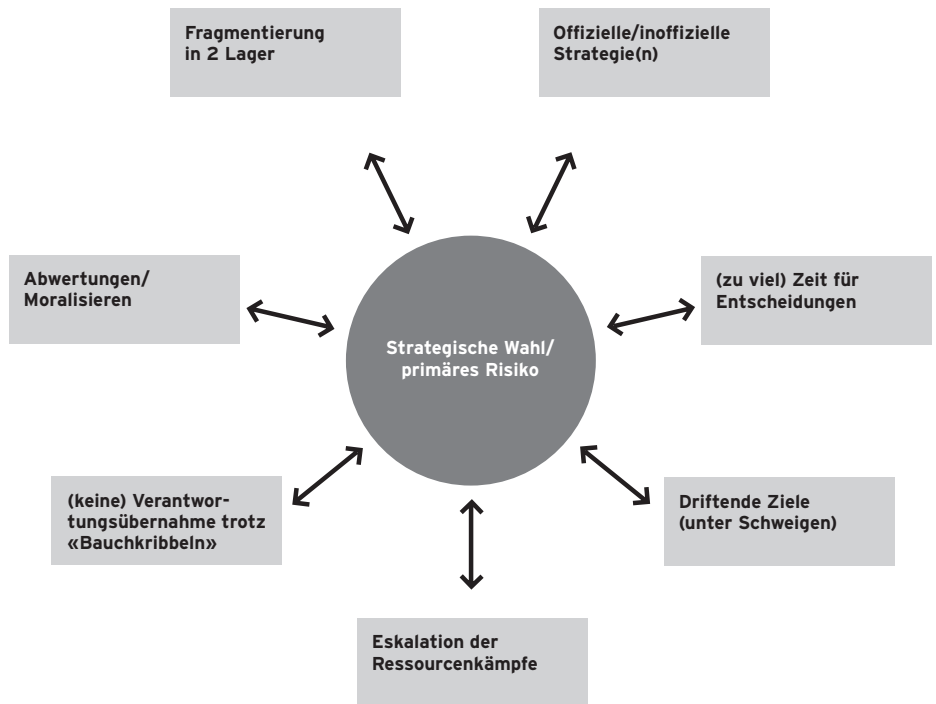 Fragmentierung
in 2 Lager
Offizielle/inoffizielle
Strategie(n)
Abwertungen/
Moralisieren
(zu viel) Zeit für
Entscheidungen
Strategische Wahl/
primäres Risiko
(keine) Verantwor-
tungsübernahme trotz
«Bauchkribbeln»
Driftende Ziele
(unter Schweigen)
Eskalation der
Ressourcenkämpfe